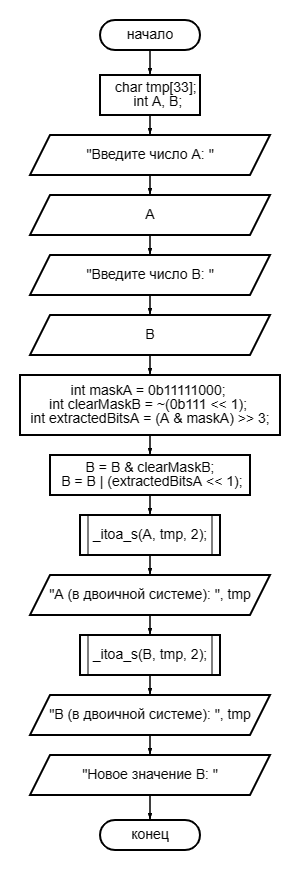 начало
char tmp[33];
int A, B;
"Введите число A: "
A
"Введите число B: "
B
int maskA = 0b11111000;
int clearMaskB = ~(0b111 << 1);
int extractedBitsA = (A & maskA) >> 3;
B = B & clearMaskB;
B = B | (extractedBitsA << 1);
_itoa_s(A, tmp, 2);
"A (в двоичной системе): ", tmp
_itoa_s(B, tmp, 2);
"B (в двоичной системе): ", tmp
"Новое значение B: "
конец